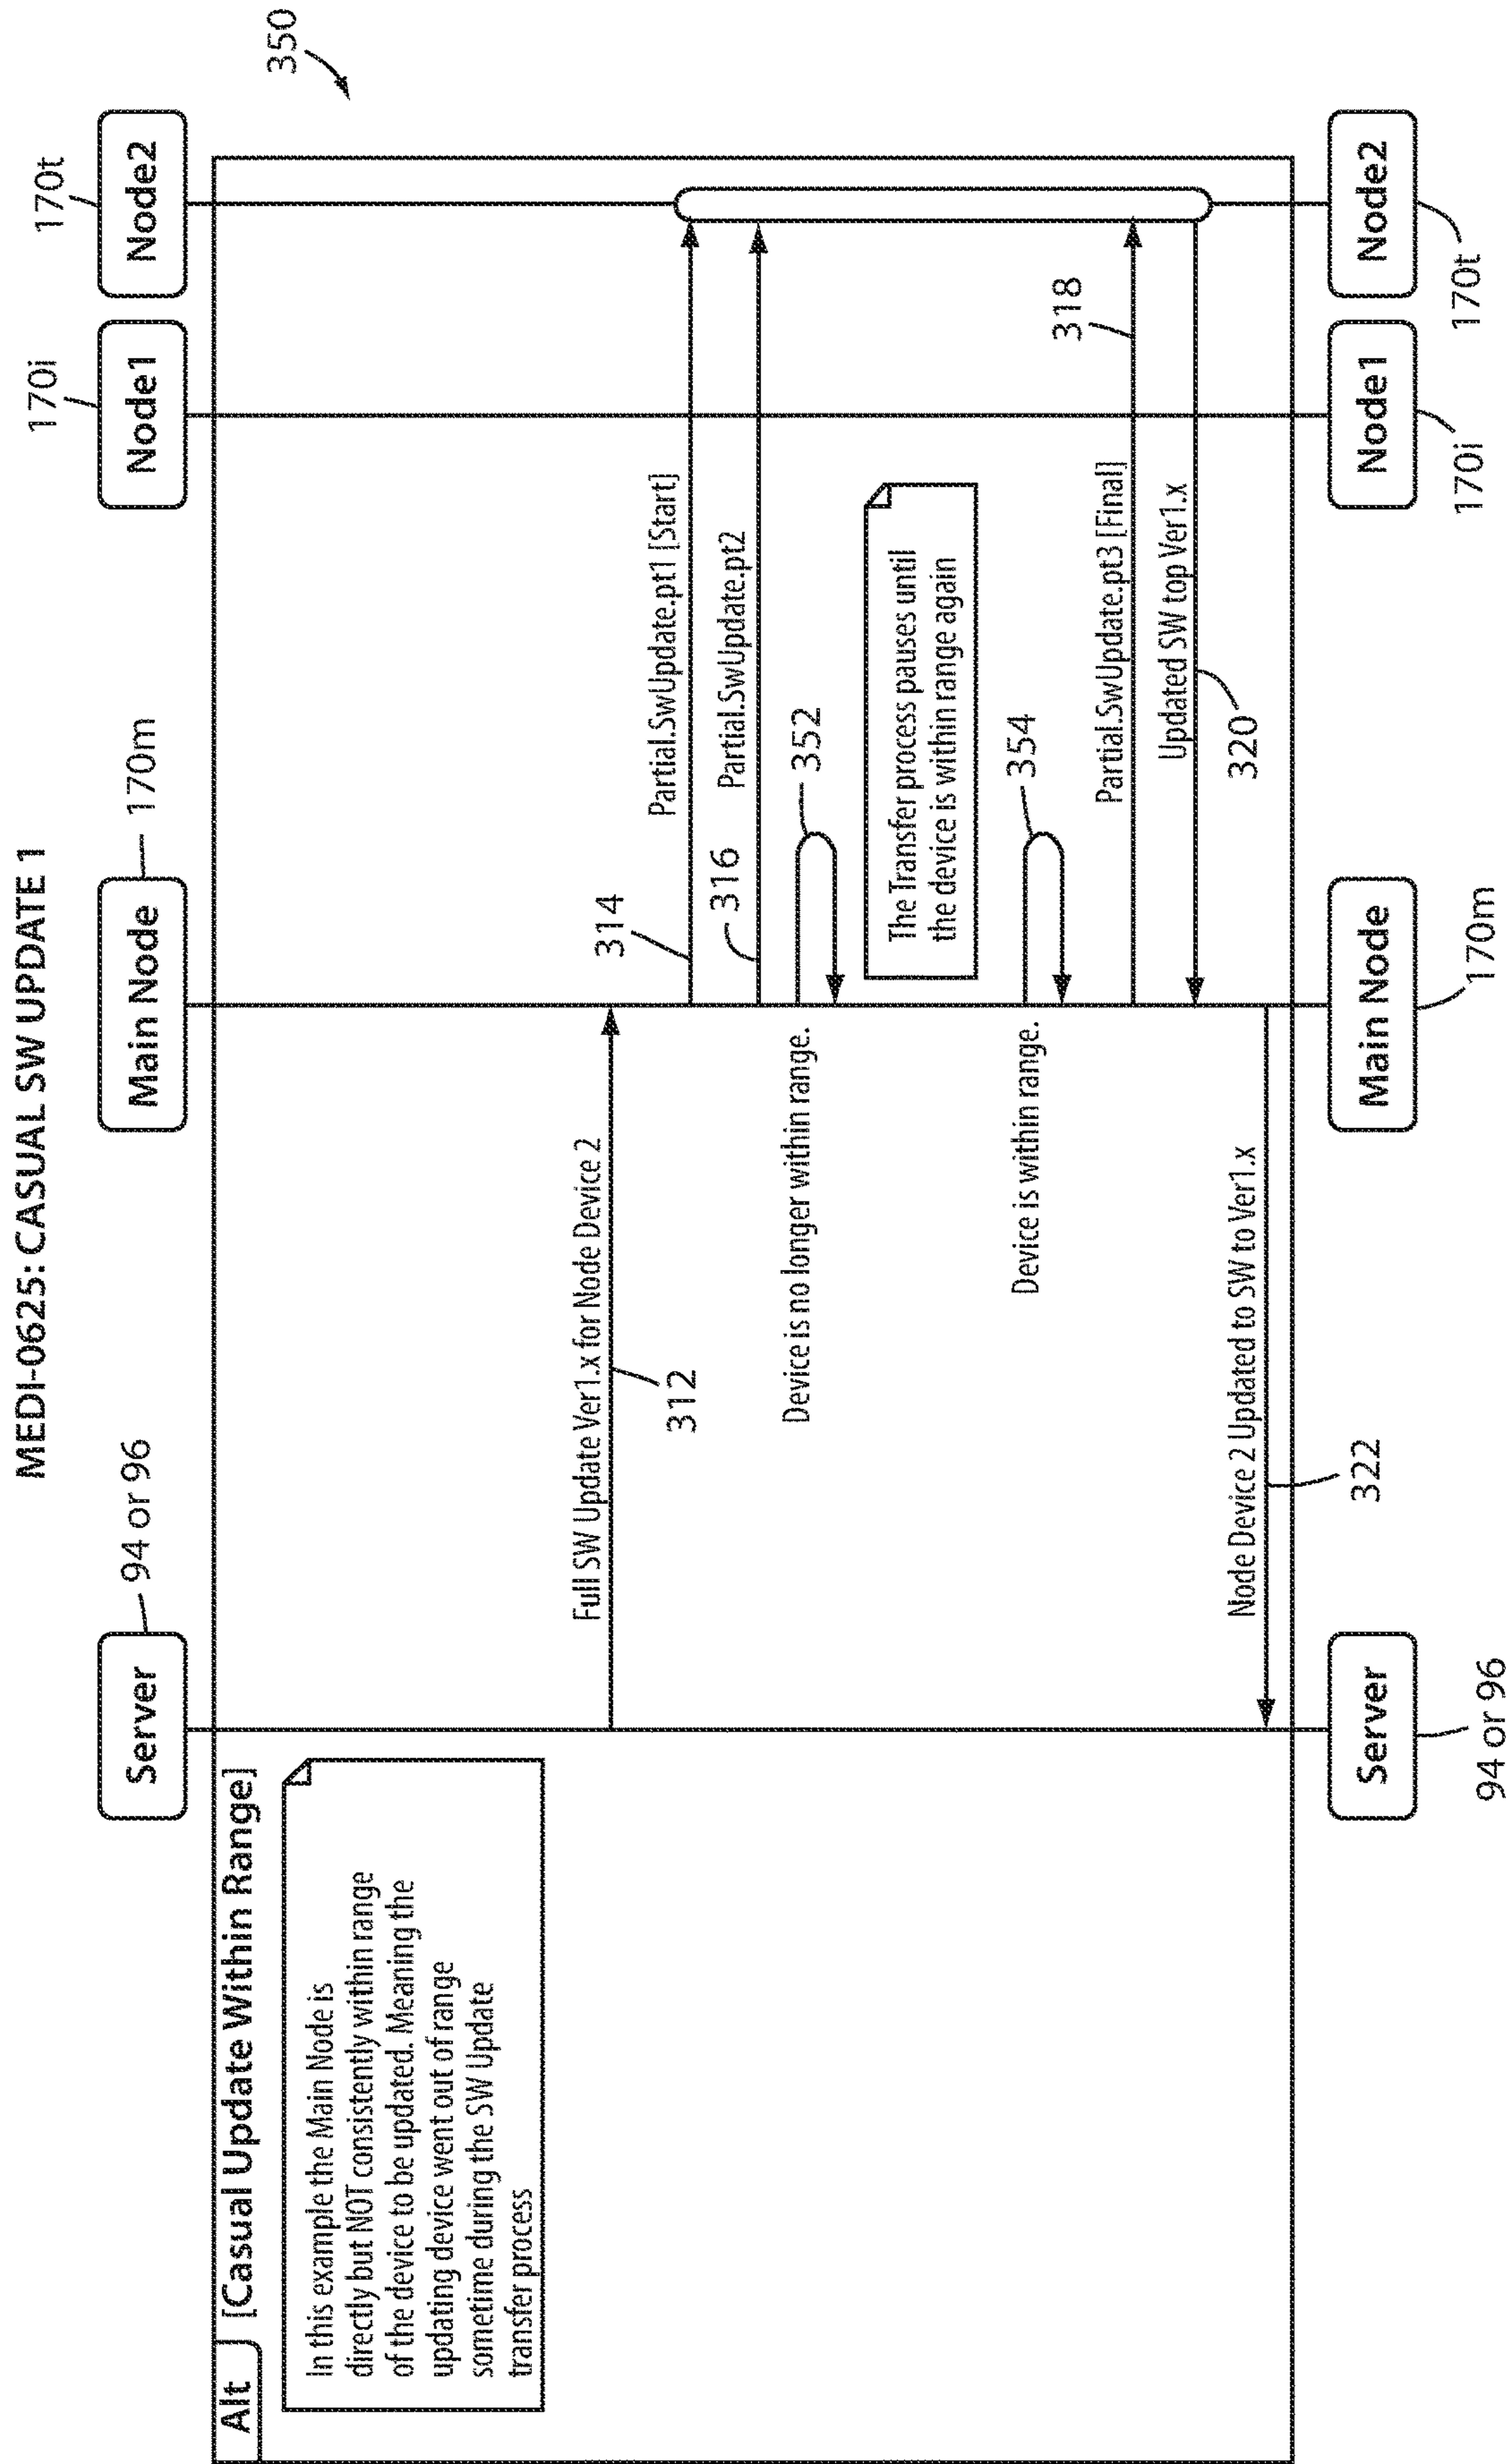 MEDI-0625: CASUAL SW UPDATE 1
94 or 96
170m
170i
170t
Server
Main Node
Node1
Node2
350
Alt [Casual Update Within Range]
In this example the Main Node is
directly but NOT consistently within range
of the device to be updated. Meaning the
updating device went out of range
sometime during the SW Update
transfer process
Full SW Update Ver1.x for Node Device 2
312
314
Partial.SwUpdate.pt1 [Start]
316
Partial.SwUpdate.pt2
Device is no longer within range.
352
The Transfer process pauses until
the device is within range again
Device is within range.
354
318
Partial.SwUpdate.pt3 [Final]
Updated SW top Ver1.x
320
Node Device 2 Updated to SW to Ver1.x
322
Server
Main Node
Node1
Node2
94 or 96
170m
170i
170t